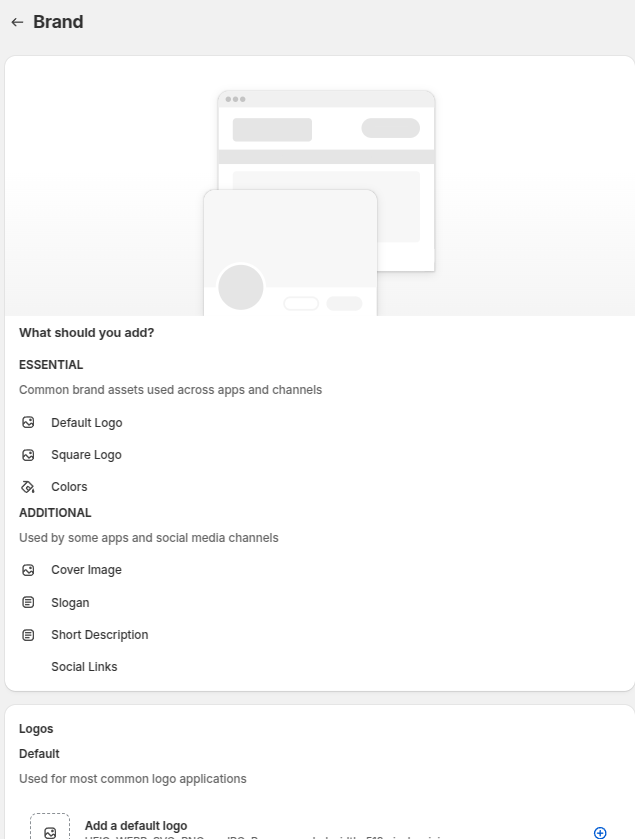 Brand
What should you add?
ESSENTIAL
Common brand assets used across apps and channels
Default Logo
Square Logo
Colors
ADDITIONAL
Used by some apps and social media channels
Cover Image
Slogan
Short Description
Social Links
Logos
Default
Used for most common logo applications
Add a default logo